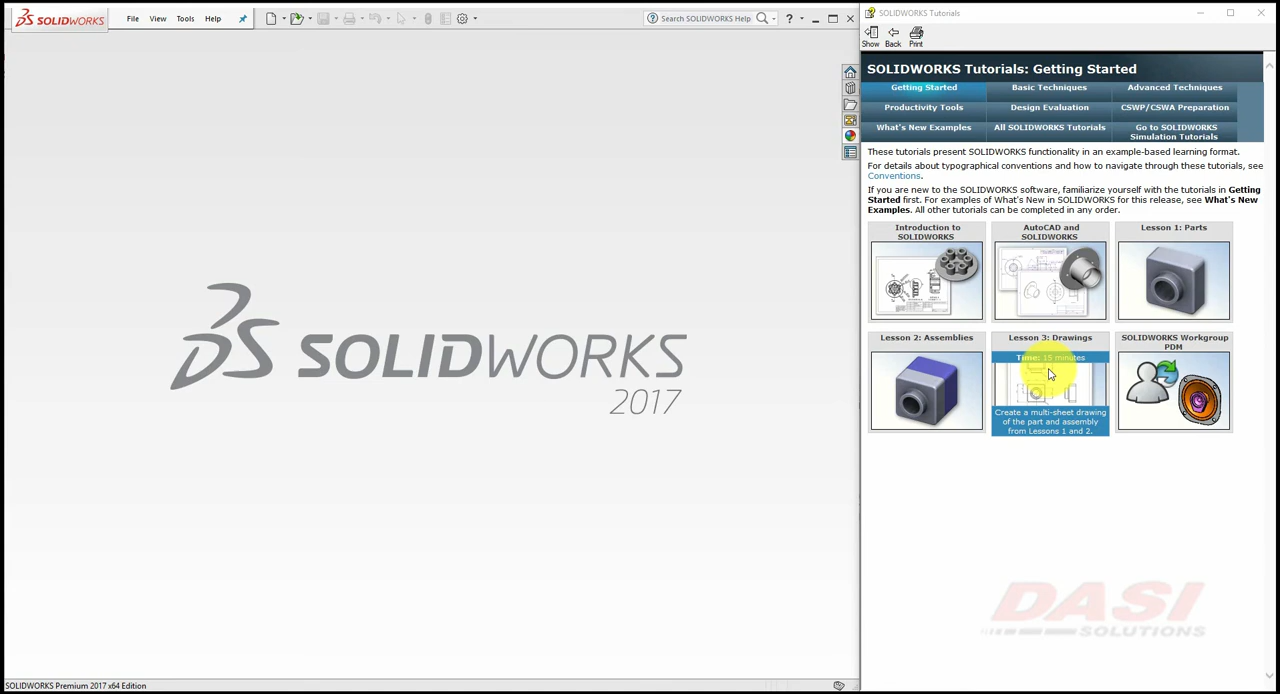 SOLIDWORKS
File View Tools Help
Search SOLIDWORKS Help
?
SOLIDWORKS
2017
SOLIDWORKS Premium 2017 x64 Edition
SOLIDWORKS Tutorials
Show Back Print
SOLIDWORKS Tutorials: Getting Started
Getting Started Basic Techniques Advanced Techniques
Productivity Tools Design Evaluation CSWP/CSWA Preparation
What's New Examples All SOLIDWORKS Tutorials Go to SOLIDWORKS
Simulation Tutorials
These tutorials present SOLIDWORKS functionality in an example-based learning format.
For details about typographical conventions and how to navigate through these tutorials, see
Conventions.
If you are new to the SOLIDWORKS software, familiarize yourself with the tutorials in Getting
Started first. For examples of What's New in SOLIDWORKS for this release, see What's New
Examples. All other tutorials can be completed in any order.
Introduction to
SOLIDWORKS
AutoCAD and
SOLIDWORKS
Lesson 1: Parts
Lesson 2: Assemblies
Lesson 3: Drawings
Time: 15 minutes
Create a multi-sheet drawing
of the part and assembly
from Lessons 1 and 2.
SOLIDWORKS Workgroup
PDM
DASI
SOLUTIONS